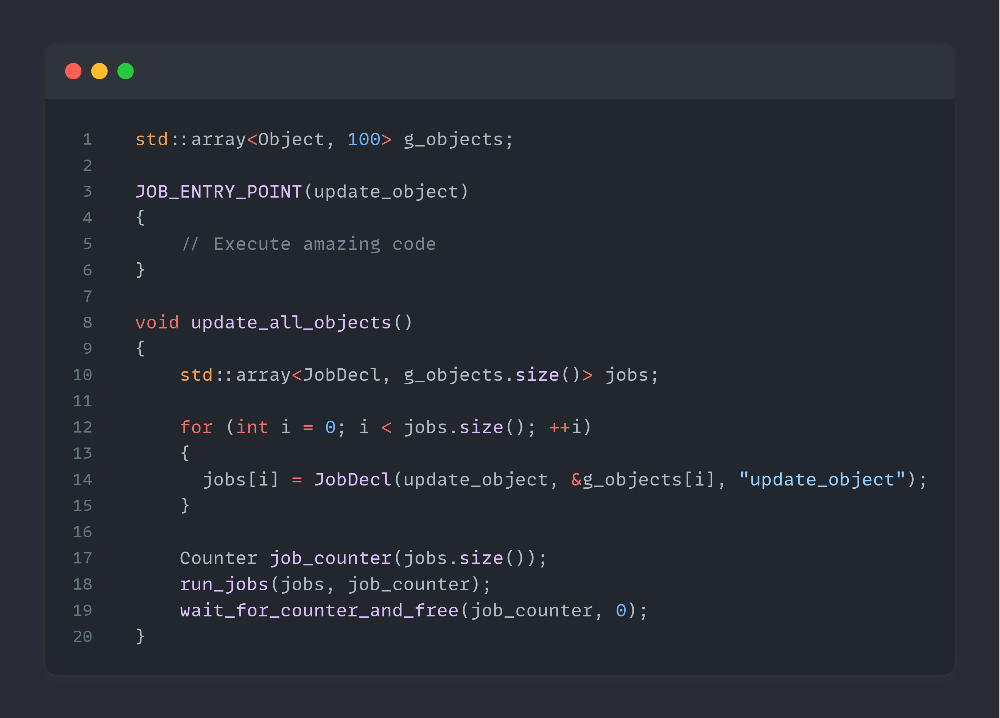 1 std::array<Object, 100> g_objects;
2
3 JOB_ENTRY_POINT(update_object)
4 {
5     // Execute amazing code
6 }
7
8 void update_all_objects()
9 {
10     std::array<JobDecl, g_objects.size()> jobs;
11
12     for (int i = 0; i < jobs.size(); ++i)
13     {
14       jobs[i] = JobDecl(update_object, &g_objects[i], "update_object");
15     }
16
17     Counter job_counter(jobs.size());
18     run_jobs(jobs, job_counter);
19     wait_for_counter_and_free(job_counter, 0);
20 }